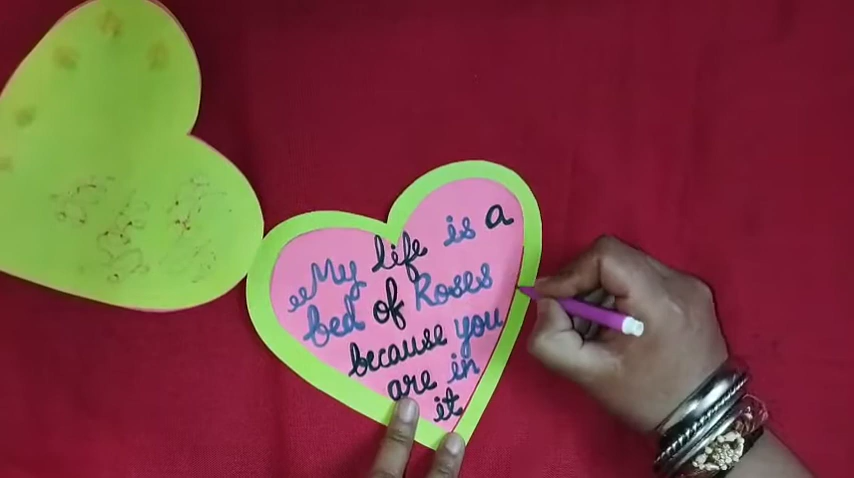 "My life is a
bed of Roses
because you
are in
it